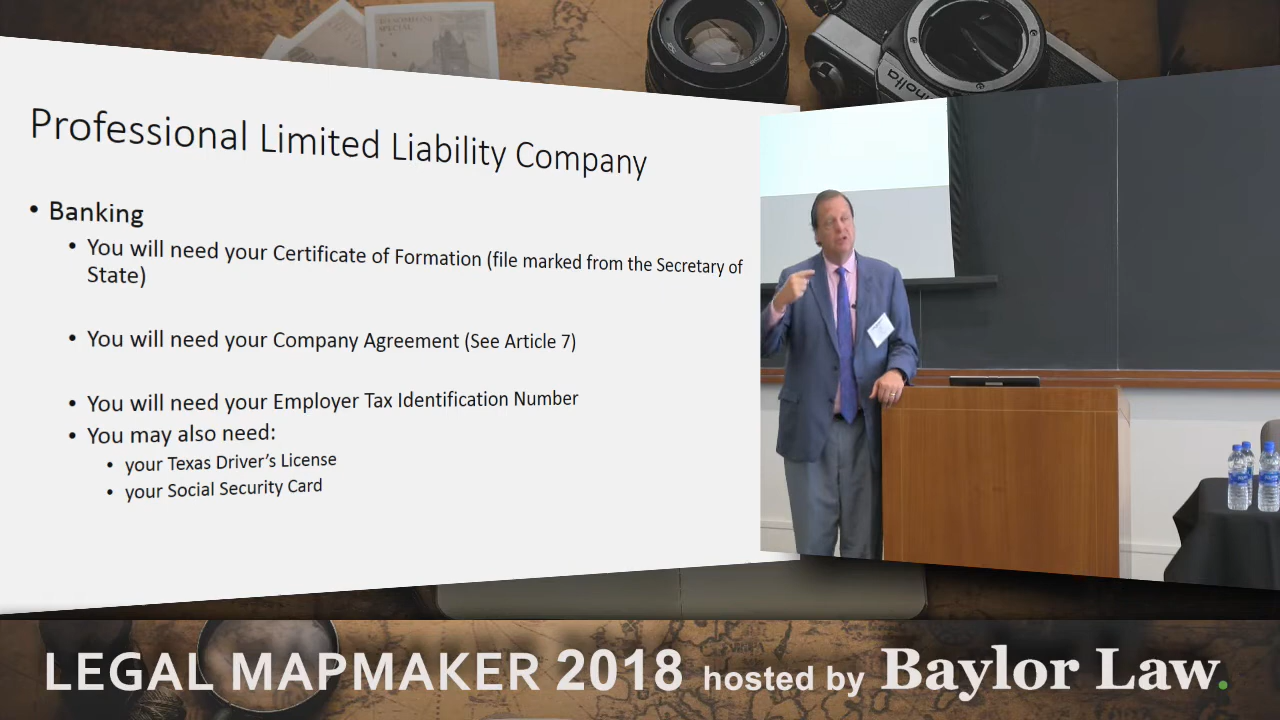 Professional Limited Liability Company
• Banking
• You will need your Certificate of Formation (file marked from the Secretary of
State)
• You will need your Company Agreement (See Article 7)
• You will need your Employer Tax Identification Number
• You may also need:
• your Texas Driver's License
• your Social Security Card
LEGAL MAPMAKER 2018 hosted by Baylor Law.